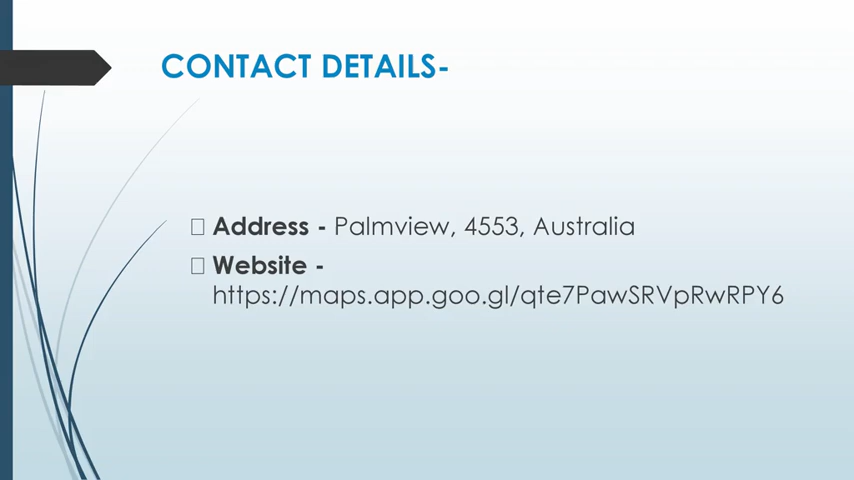 CONTACT DETAILS-
Address - Palmview, 4553, Australia
Website -
https://maps.app.goo.gl/qte7PawSRVpRwRPY6